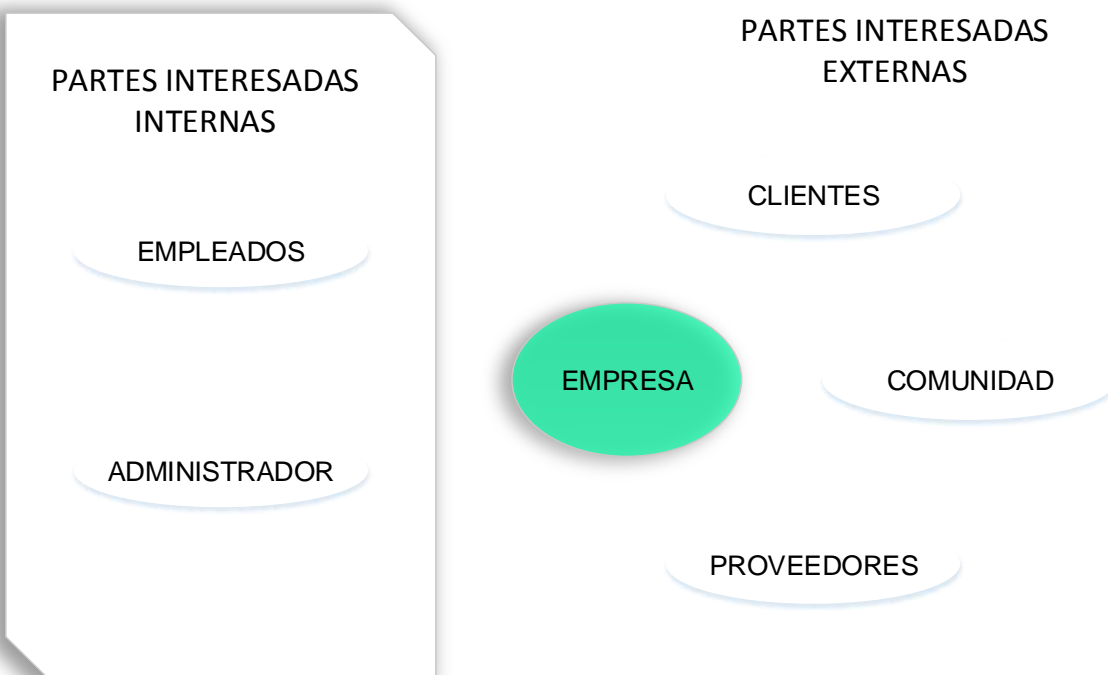 PARTES INTERESADAS
INTERNAS
EMPLEADOS
ADMINISTRADOR
PARTES INTERESADAS
EXTERNAS
CLIENTES
EMPRESA
COMUNIDAD
PROVEEDORES